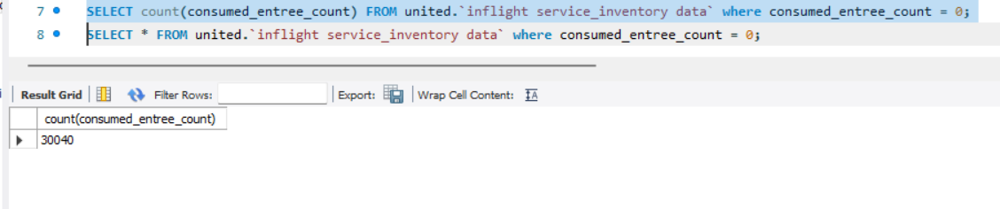 7 SELECT count(consumed_entree_count) FROM united.`inflight service_inventory data` where consumed_entree_count = 0;
8 SELECT * FROM united.`inflight service_inventory data` where consumed_entree_count = 0;
Result Grid Filter Rows: Export: Wrap Cell Content: IA
count(consumed_entree_count)
30040